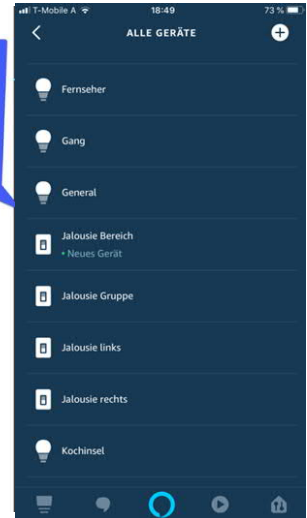 T-Mobile A 18:49 73 %
ALLE GERÄTE
Fernseher
Gang
General
Jalousie Bereich
• Neues Gerät
Jalousie Gruppe
Jalousie links
Jalousie rechts
Kochinsel